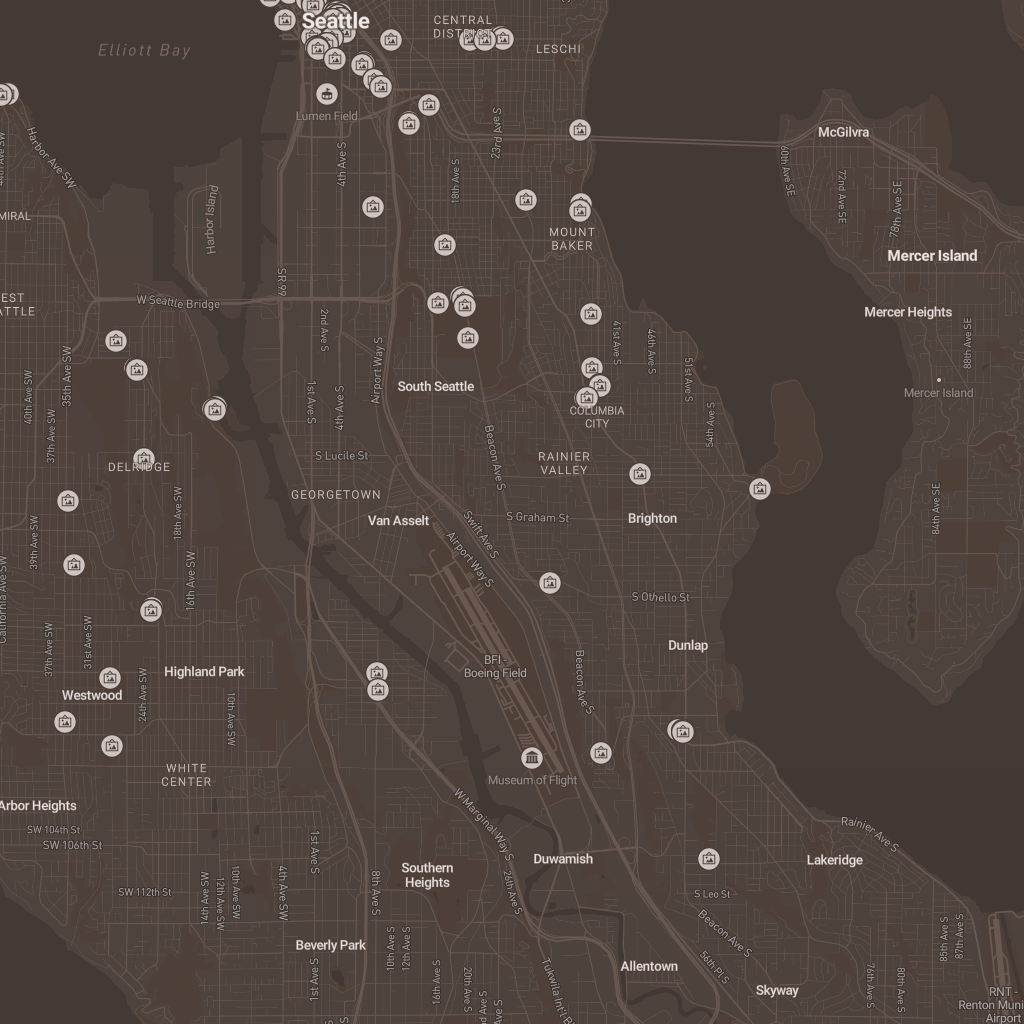 Seattle
CENTRAL
DISTRICT
Elliott Bay
LESCHI
Lumen Field
McGilvra
Harbor Ave SW
44th Ave SW
4th Ave S
23rd Ave S
18th Ave S
60th Ave SE
72nd Ave SE
78th Ave SE
MIRAL
Harbor Island
MOUNT
BAKER
Mercer Island
SR 99
W Seattle Bridge
EST
ATTLE
Mercer Heights
2nd Ave S
41st Ave S
46th Ave S
88th Ave SE
35th Ave SW
Airport Way S
51st Ave S
40th Ave SW
1st Ave S
4th Ave S
South Seattle
Mercer Island
COLUMBIA
CITY
54th Ave S
37th Ave SW
Beacon Ave S
S Lucile St
RAINIER
VALLEY
DELRIDGE
GEORGETOWN
18th Ave SW
Van Asselt
S Graham St
Brighton
84th Ave SE
39th Ave SW
Swift Ave S
Airport Way S
California Ave SW
16th Ave SW
S Othello St
37th Ave SW
31st Ave SW
Dunlap
Highland Park
BFI -
Boeing Field
Beacon Ave S
Westwood
24th Ave SW
10th Ave SW
WHITE
CENTER
Museum of Flight
Arbor Heights
W Marginal Way S
Rainier Ave S
SW 104th St
SW 106th St
1st Ave S
Duwamish
Lakeridge
Southern
Heights
SW 112th St
14th Ave SW
12th Ave SW
10th Ave SW
4th Ave SW
8th Ave S
26th Ave S
S Leo St
Beacon Ave S
85th Ave S
87th Ave S
Beverly Park
10th Ave S
12th Ave S
Allentown
56th Pl S
1st Ave S
16th Ave S
20th Ave S
Tukwila Int'l B
Skyway
76th Ave S
80th Ave S
RNT -
Renton Muni
Airport